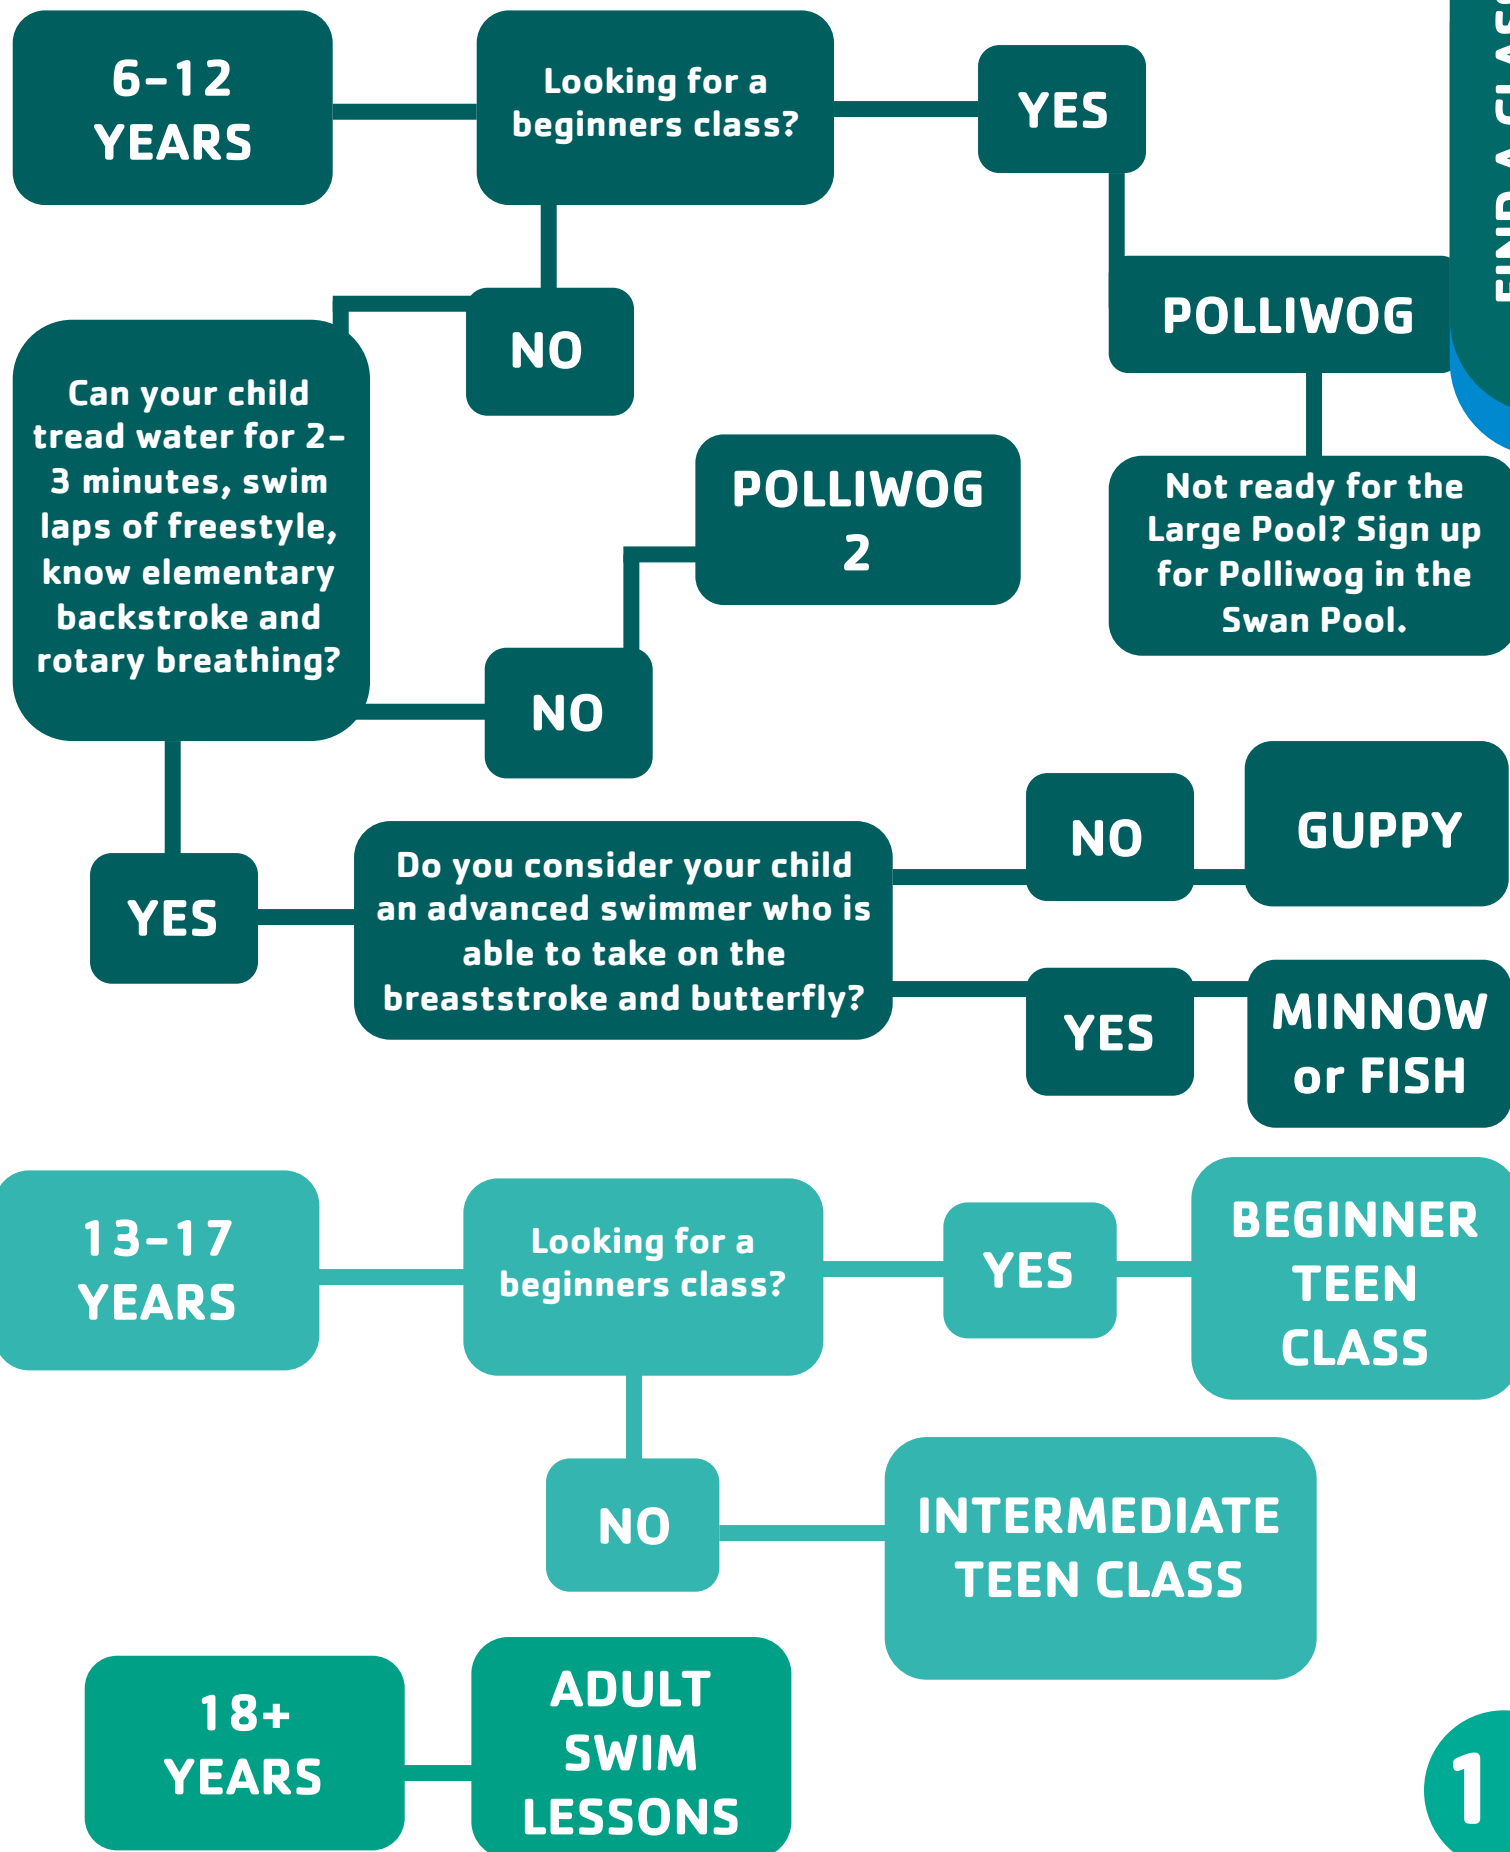 6-12
YEARS
Looking for a
beginners class?
YES
NO
POLLIWOG
Not ready for the
Large Pool? Sign up
for Polliwog in the
Swan Pool.
Can your child
tread water for 2-
3 minutes, swim
laps of freestyle,
know elementary
backstroke and
rotary breathing?
POLLIWOG
2
NO
YES
Do you consider your child
an advanced swimmer who is
able to take on the
breaststroke and butterfly?
NO
GUPPY
YES
MINNOW
or FISH
13-17
YEARS
Looking for a
beginners class?
YES
BEGINNER
TEEN
CLASS
NO
INTERMEDIATE
TEEN CLASS
18+
YEARS
ADULT
SWIM
LESSONS
1